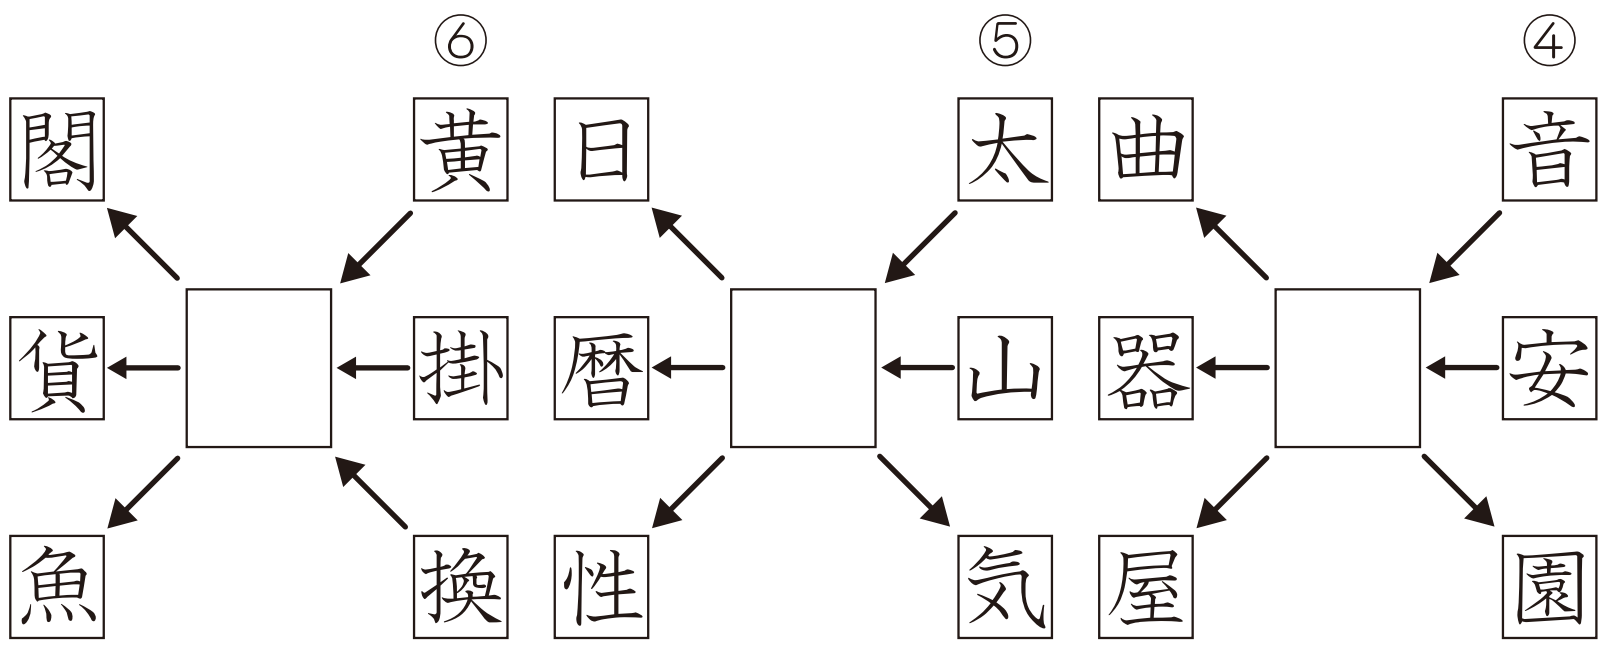 ④
音
安
園
曲
器
屋
⑤
太
山
気
日
暦
性
⑥
黄
掛
換
閣
貨
魚